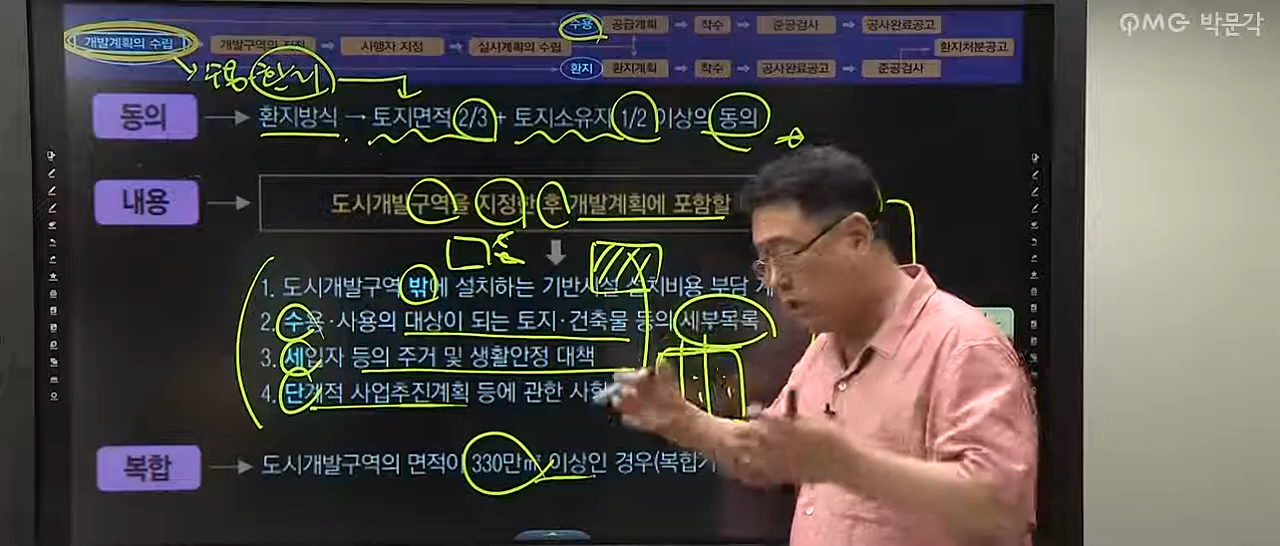 QMG 박문각
수용 공급계획 착수 준공검사 공사완료공고
개발계획의 수립 개발구역의 지정 시행자 지정 실시계획의 수립 환지처분공고
환지 환지계획 착수 공사완료공고 준공검사
수용 환지
동의 → 환지방식 → 토지면적 2/3 + 토지소유자 1/2 이상의 동의
내용 → 도시개발구역을 지정한 후 개발계획에 포함할
1. 도시개발구역 밖에 설치하는 기반시설 설치비용 부담 계
2. 수용·사용의 대상이 되는 토지·건축물 등의 세부목록
3. 세입자 등의 주거 및 생활안정 대책
4. 단계적 사업추진계획 등에 관한 사항
복합 → 도시개발구역의 면적이 330만㎡ 이상인 경우(복합기